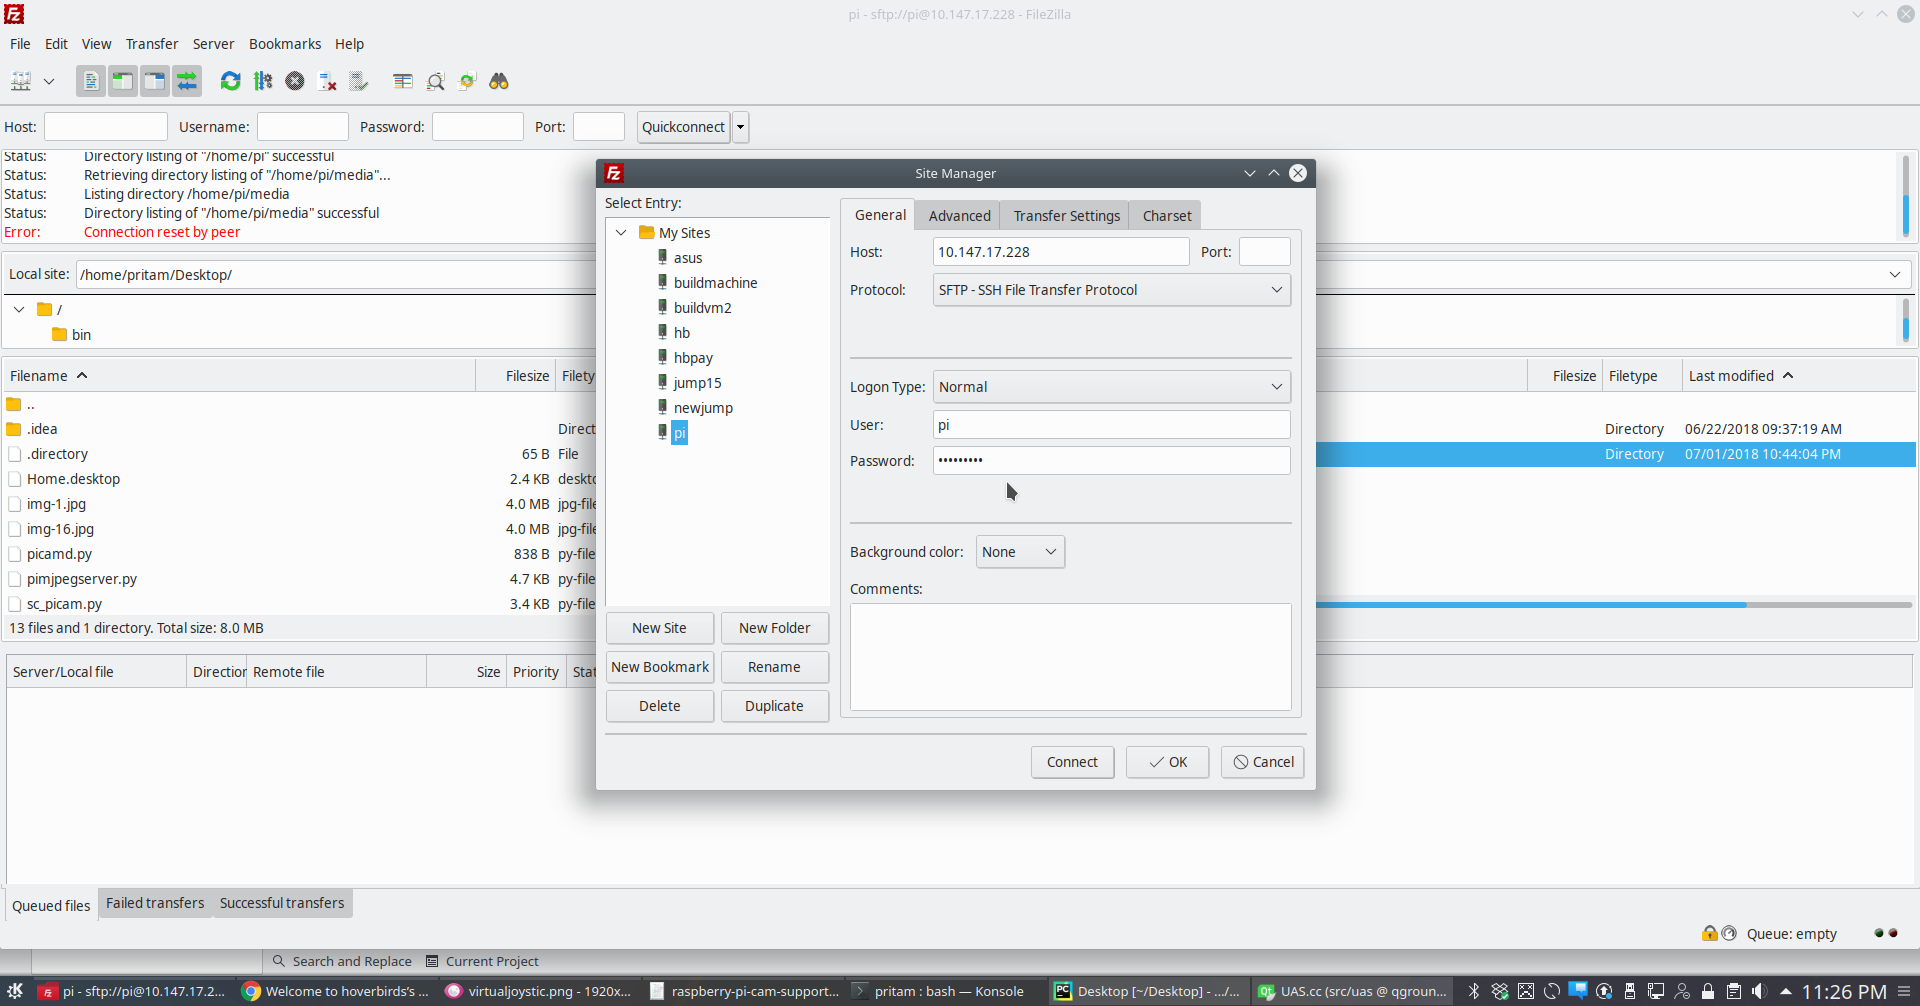 pi - sftp://pi@10.147.17.228 - FileZilla
File Edit View Transfer Server Bookmarks Help
Host: Username: Password: Port: Quickconnect
Status: Directory listing of "/home/pi" successful
Status: Retrieving directory listing of "/home/pi/media"...
Status: Listing directory /home/pi/media
Status: Directory listing of "/home/pi/media" successful
Error: Connection reset by peer
Local site: /home/pritam/Desktop/
/
bin
Filename Filesize Filety
..
.idea Direct
.directory 65 B File
Home.desktop 2.4 KB deskto
img-1.jpg 4.0 MB jpg-file
img-16.jpg 4.0 MB jpg-file
picamd.py 838 B py-file
pimjpegserver.py 4.7 KB py-file
sc_picam.py 3.4 KB py-file
13 files and 1 directory. Total size: 8.0 MB
Site Manager
Select Entry:
My Sites
asus
buildmachine
buildvm2
hb
hbpay
jump15
newjump
pi
New Site New Folder
New Bookmark Rename
Delete Duplicate
General Advanced Transfer Settings Charset
Host: 10.147.17.228 Port:
Protocol: SFTP - SSH File Transfer Protocol
Logon Type: Normal
User: pi
Password: •••••••••
Background color: None
Comments:
Connect OK Cancel
Filesize Filetype Last modified
Directory 06/22/2018 09:37:19 AM
Directory 07/01/2018 10:44:04 PM
Server/Local file Direction Remote file Size Priority Stat
Queued files Failed transfers Successful transfers
Queue: empty
Search and Replace Current Project
pi - sftp://pi@10.147.17.2... Welcome to hoverbirds's ... virtualjoystic.png - 1920x... raspberry-pi-cam-support... pritam : bash — Konsole Desktop [~/Desktop] - .../... UAS.cc (src/uas @ qgroun... 11:26 PM